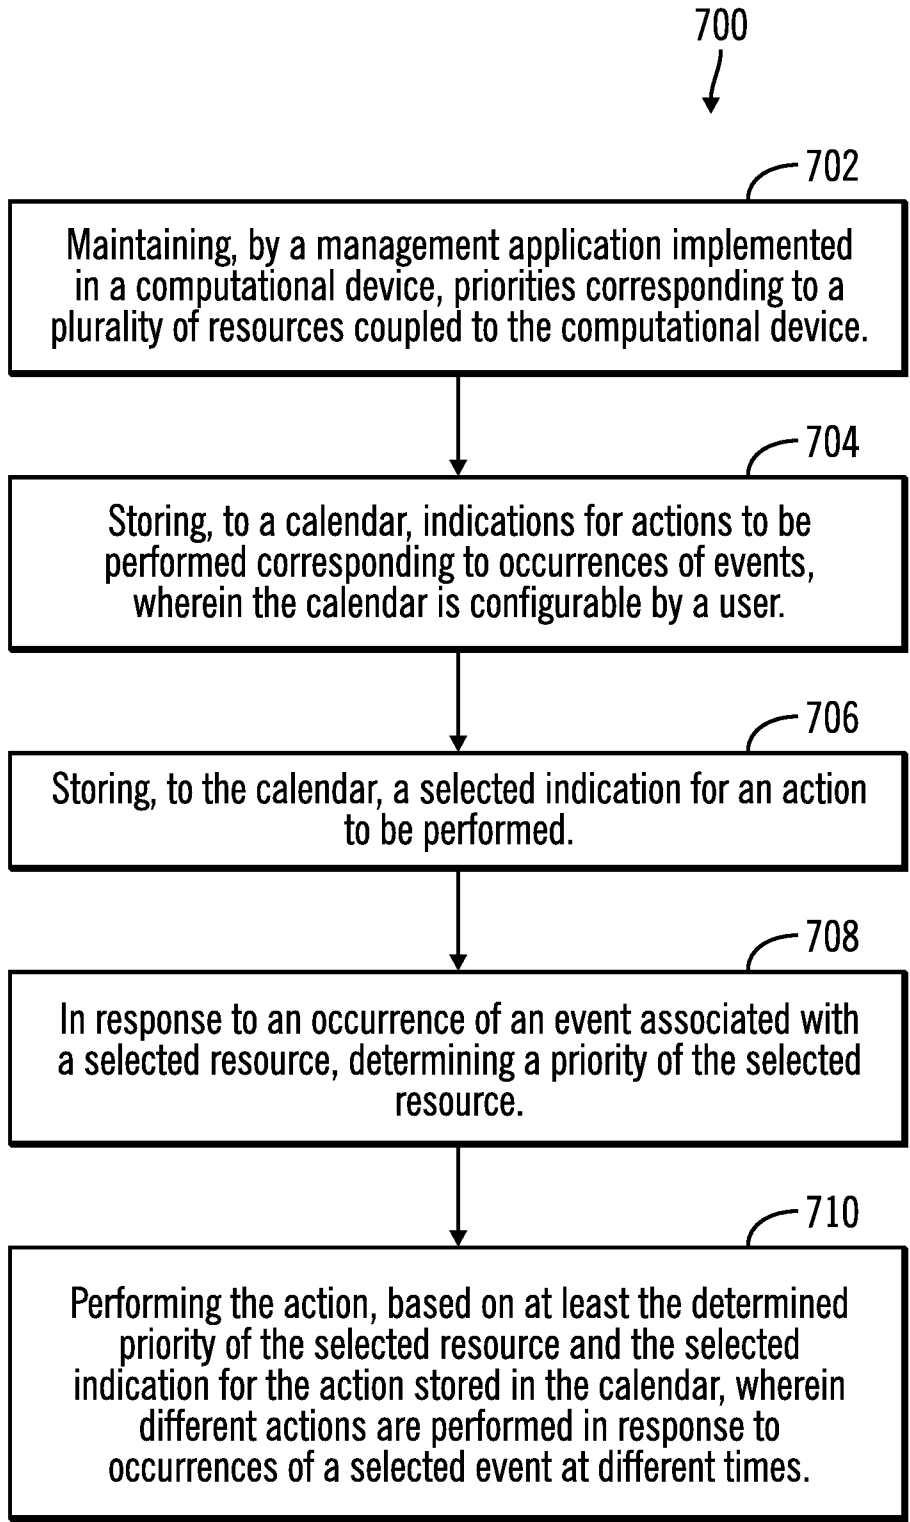 700
702
Maintaining, by a management application implemented
in a computational device, priorities corresponding to a
plurality of resources coupled to the computational device.
704
Storing, to a calendar, indications for actions to be
performed corresponding to occurrences of events,
wherein the calendar is configurable by a user.
706
Storing, to the calendar, a selected indication for an action
to be performed.
708
In response to an occurrence of an event associated with
a selected resource, determining a priority of the selected
resource.
710
Performing the action, based on at least the determined
priority of the selected resource and the selected
indication for the action stored in the calendar, wherein
different actions are performed in response to
occurrences of a selected event at different times.